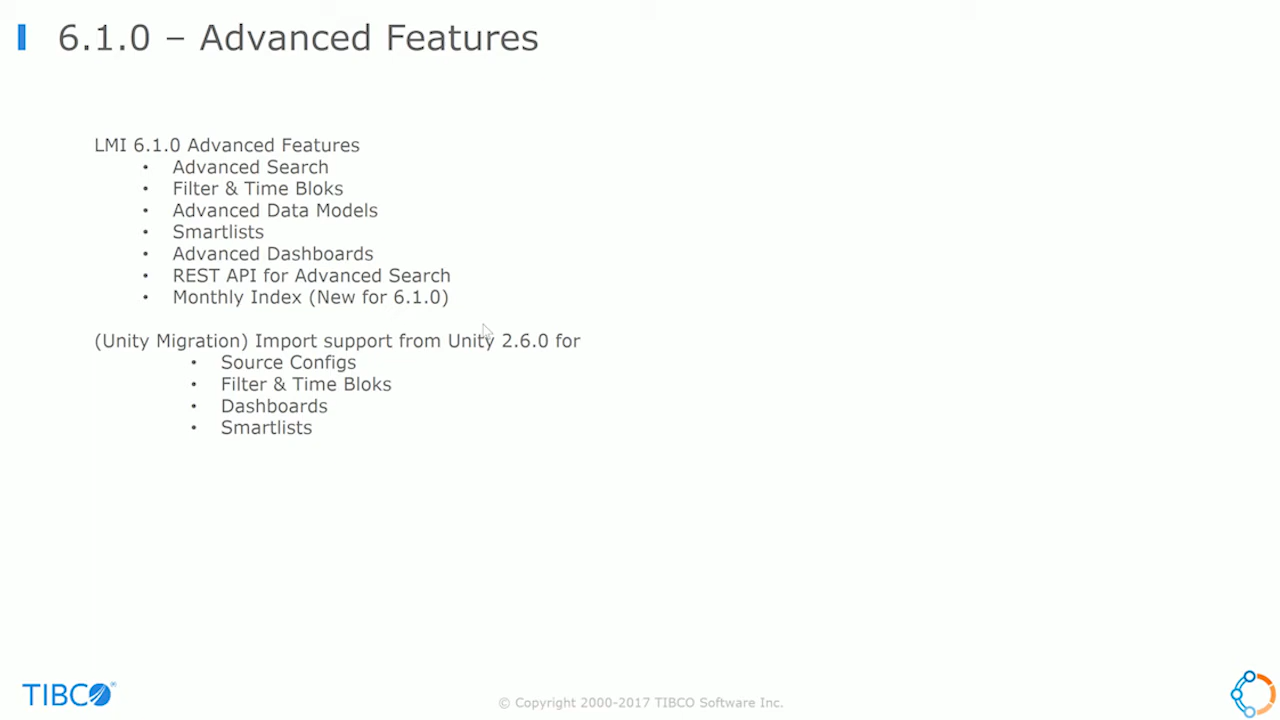 6.1.0 – Advanced Features
LMI 6.1.0 Advanced Features
• Advanced Search
• Filter & Time Bloks
• Advanced Data Models
• Smartlists
• Advanced Dashboards
• REST API for Advanced Search
• Monthly Index (New for 6.1.0)
(Unity Migration) Import support from Unity 2.6.0 for
• Source Configs
• Filter & Time Bloks
• Dashboards
• Smartlists
TIBCO®
© Copyright 2000-2017 TIBCO Software Inc.